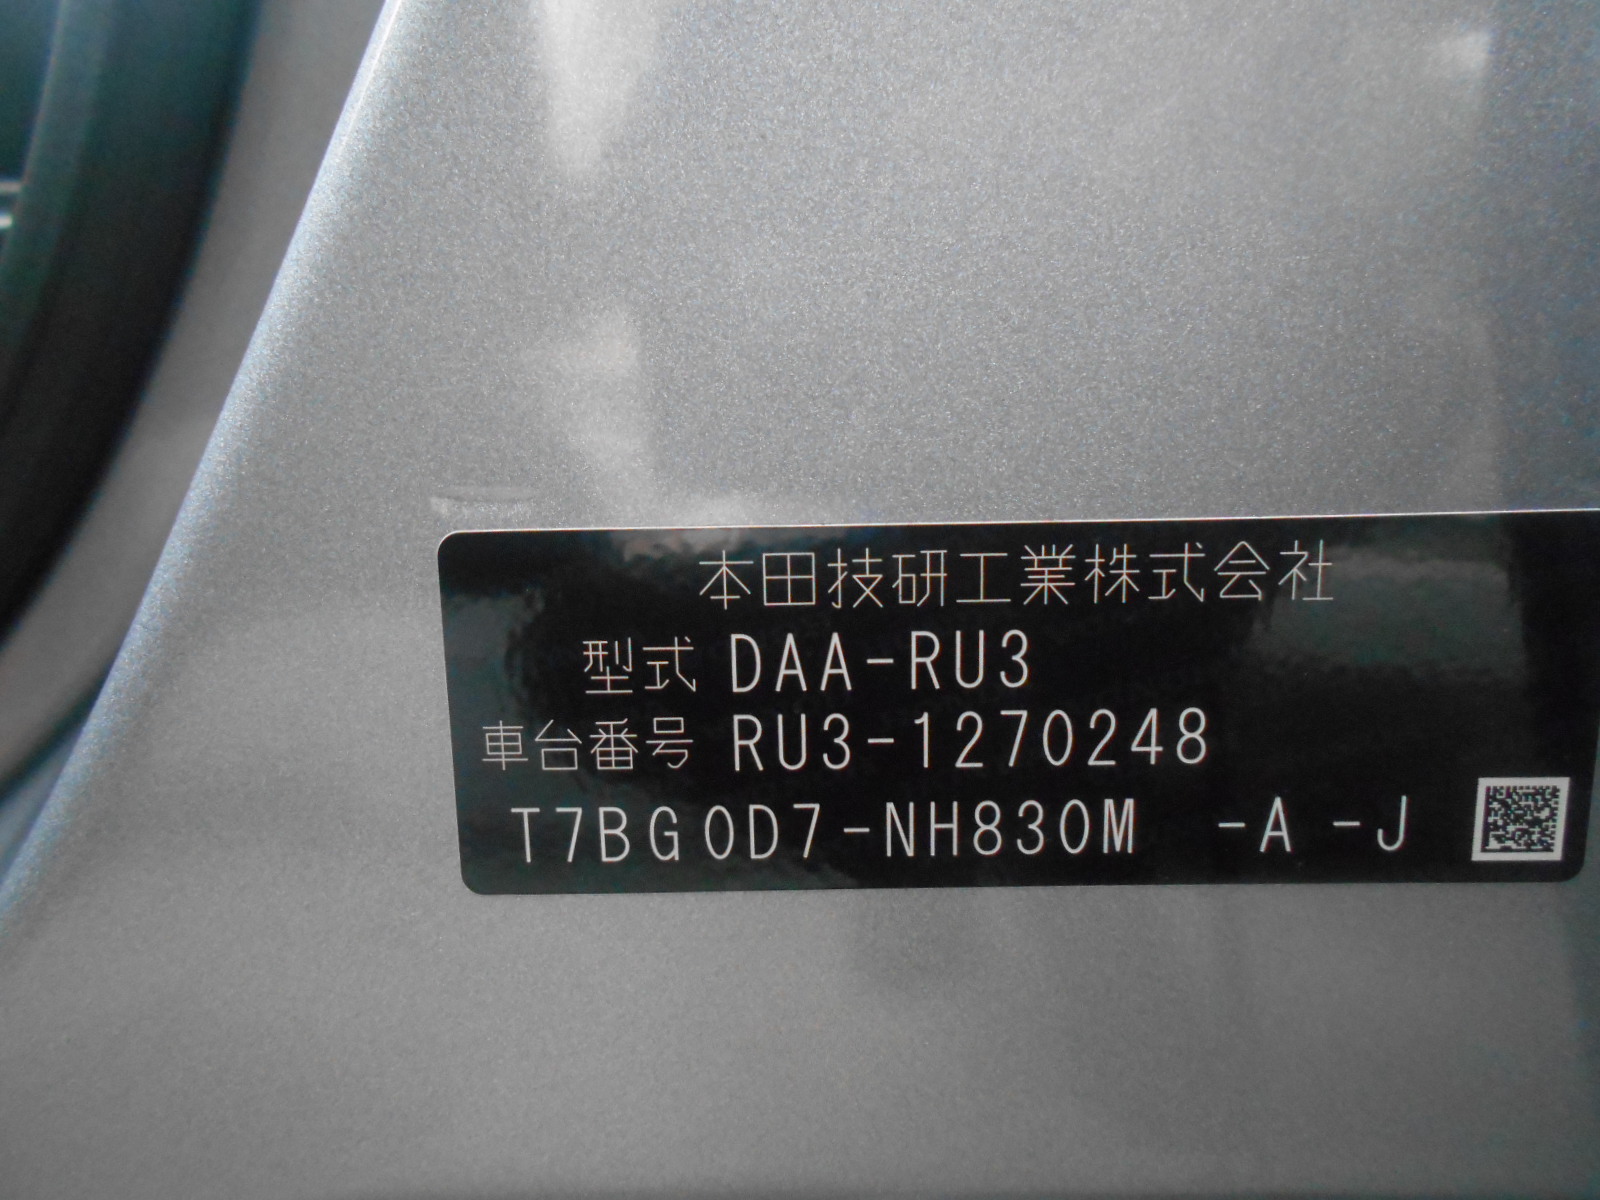 本田技研工業株式会社
型式 DAA-RU3
車台番号 RU3-1270248
T7BG0D7-NH830M -A -J